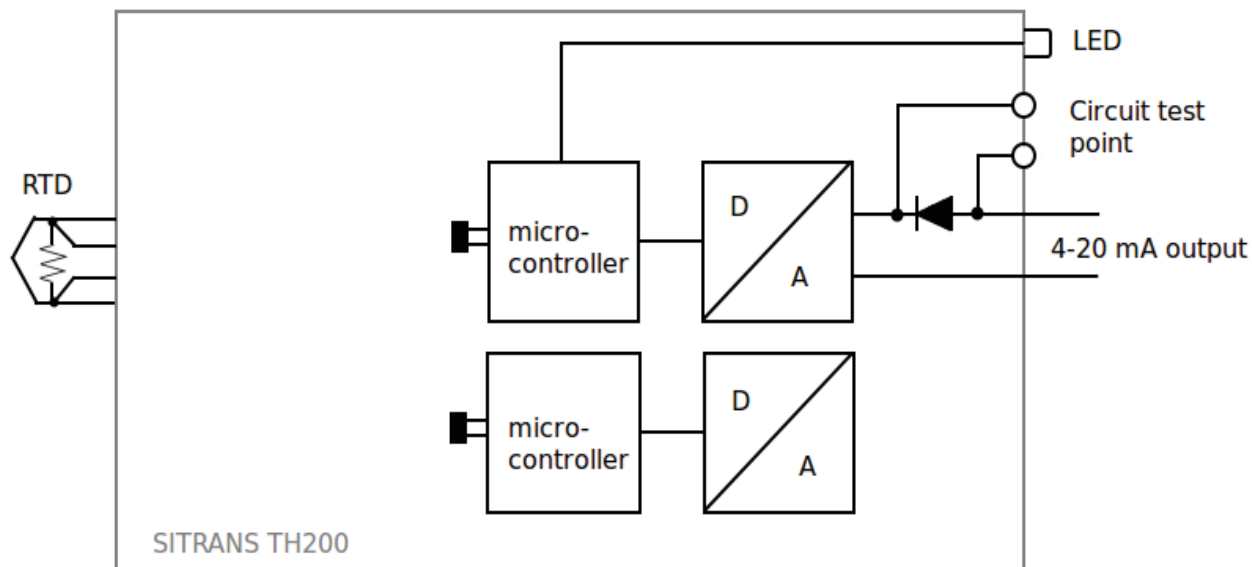 LED
Circuit test
point
RTD
micro-
controller
D
A
4-20 mA output
micro-
controller
D
A
SITRANS TH200